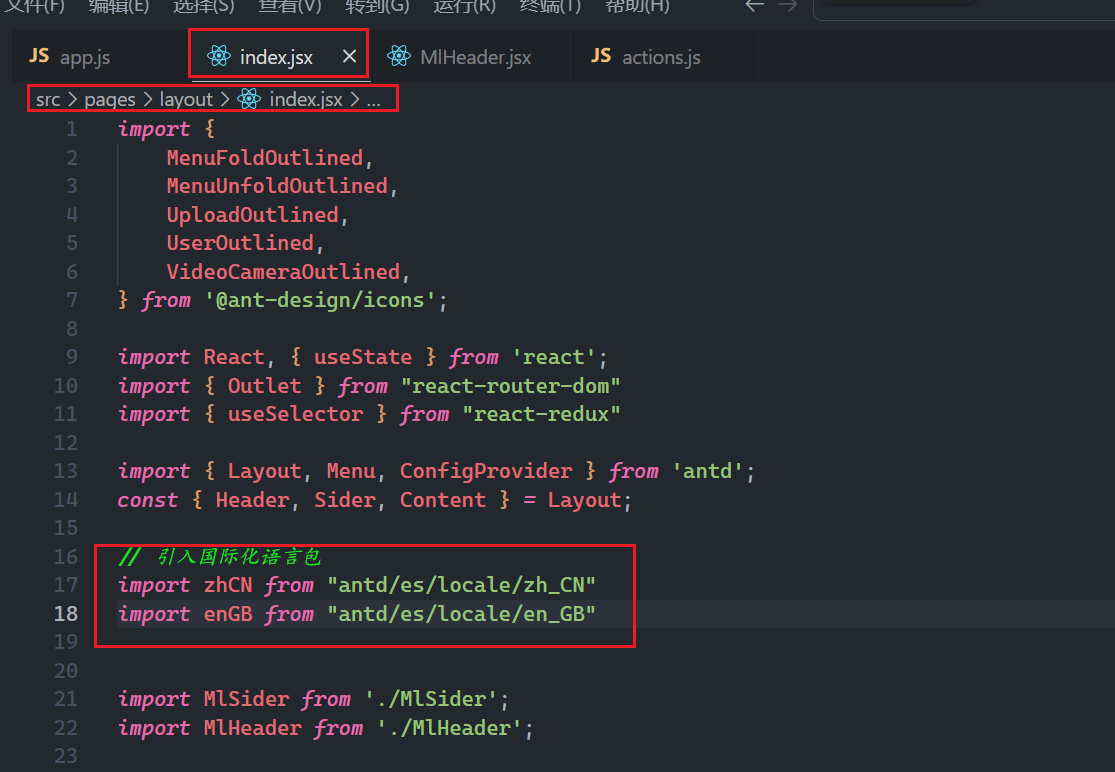 文件(F) 编辑(E) 选择(S) 查看(V) 转到(G) 运行(R) 终端(T) 帮助(H)
JS app.js index.jsx MlHeader.jsx JS actions.js
src > pages > layout > index.jsx > ...
1 import {
2 MenuFoldOutlined,
3 MenuUnfoldOutlined,
4 UploadOutlined,
5 UserOutlined,
6 VideoCameraOutlined,
7 } from '@ant-design/icons';
8
9 import React, { useState } from 'react';
10 import { Outlet } from "react-router-dom"
11 import { useSelector } from "react-redux"
12
13 import { Layout, Menu, ConfigProvider } from 'antd';
14 const { Header, Sider, Content } = Layout;
15
16 // 引入国际化语言包
17 import zhCN from "antd/es/locale/zh_CN"
18 import enGB from "antd/es/locale/en_GB"
19
20
21 import MlSider from './MlSider';
22 import MlHeader from './MlHeader';
23